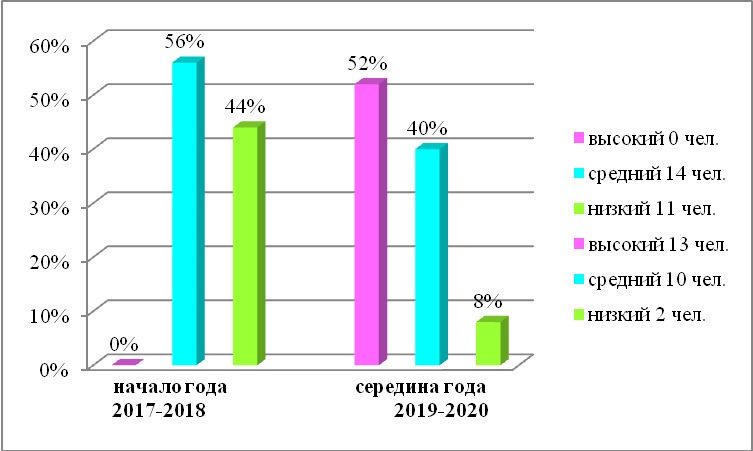 60%
50%
40%
30%
20%
10%
0%
0%
56%
44%
52%
40%
8%
начало года
2017-2018
середина года
2019-2020
высокий 0 чел.
средний 14 чел.
низкий 11 чел.
высокий 13 чел.
средний 10 чел.
низкий 2 чел.